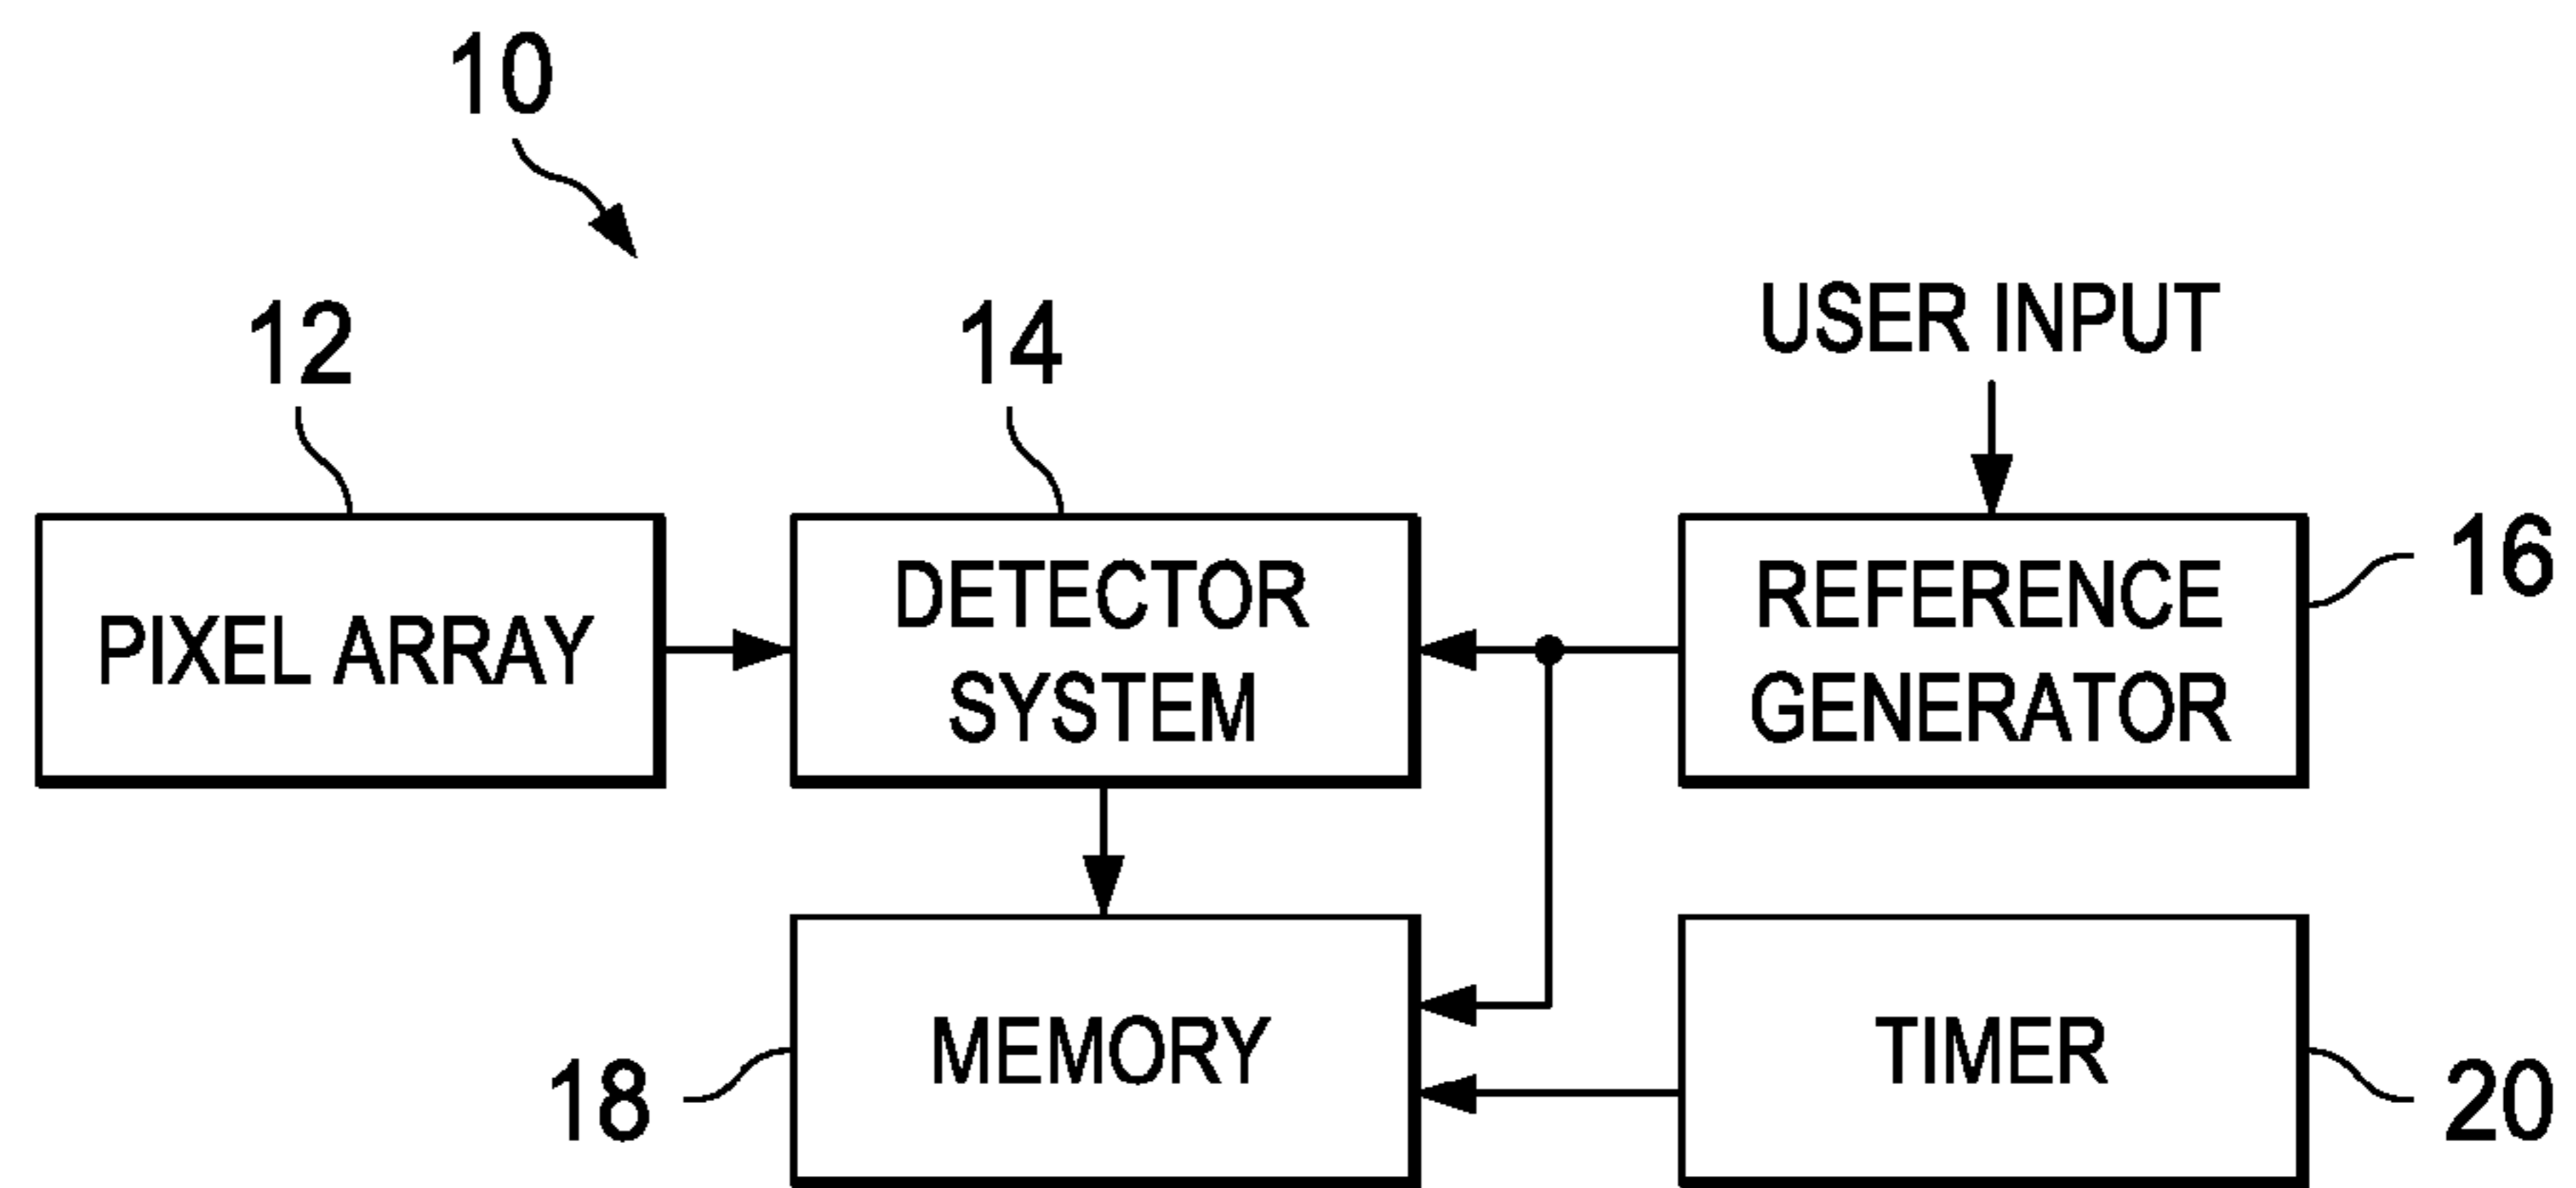 10
12
14
USER INPUT
PIXEL ARRAY
DETECTOR
SYSTEM
REFERENCE
GENERATOR
16
18
MEMORY
TIMER
20